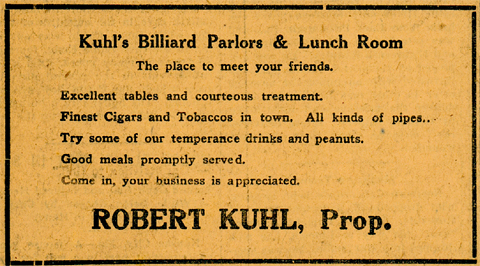 Kuhl's Billiard Parlors & Lunch Room
The place to meet your friends.
Excellent tables and courteous treatment.
Finest Cigars and Tobaccos in town. All kinds of pipes..
Try some of our temperance drinks and peanuts.
Good meals promptly served.
Come in, your business is appreciated.
ROBERT KUHL, Prop.